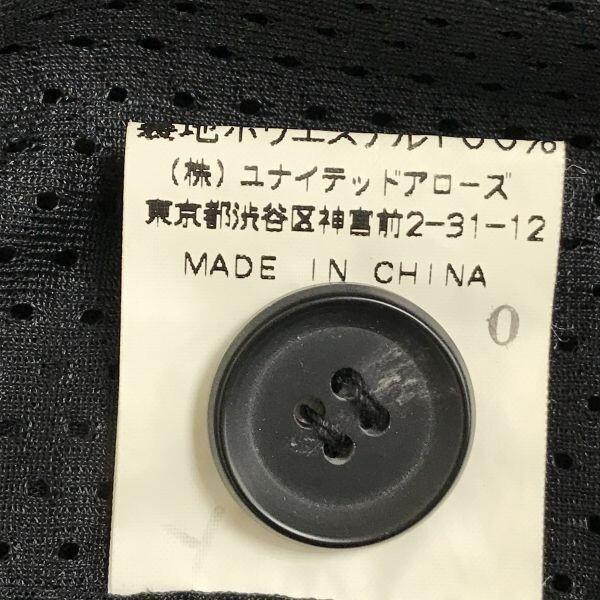 裏地ポリエステル100%
(株)ユナイテッドアローズ
東京都渋谷区神宮前2-31-12
MADE IN CHINA
0